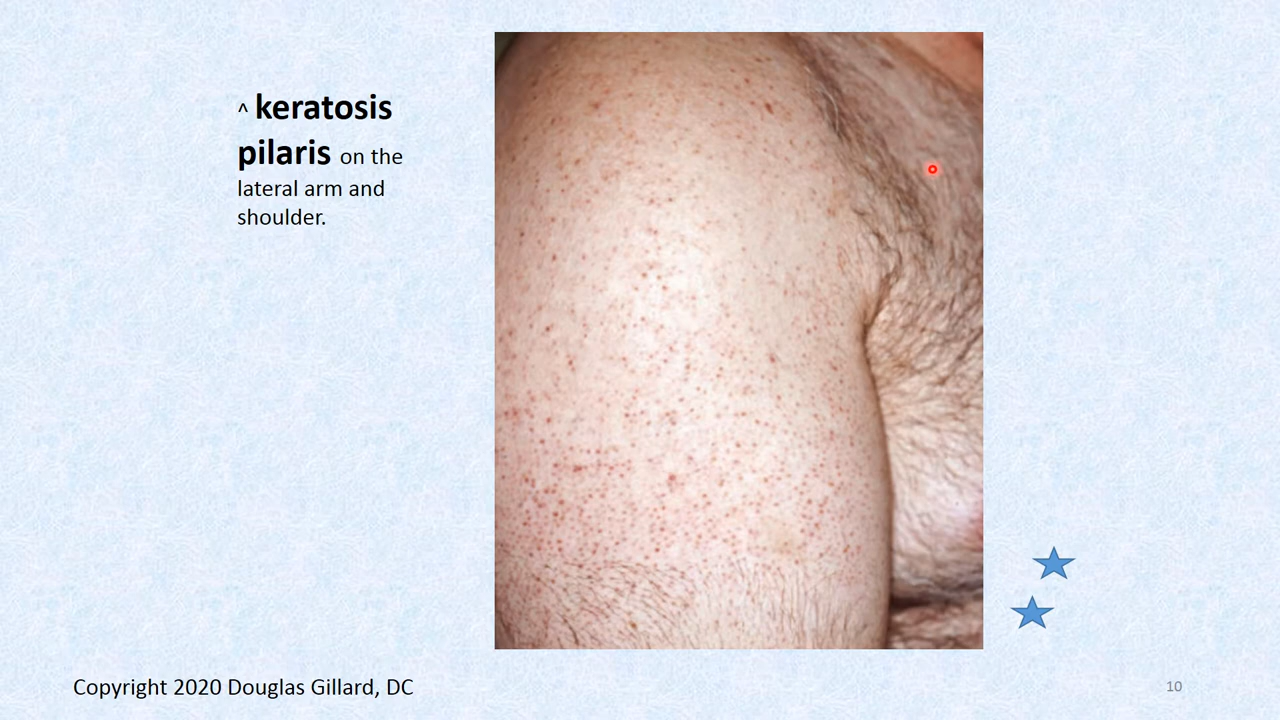 ^ keratosis
pilaris on the
lateral arm and
shoulder.
Copyright 2020 Douglas Gillard, DC
10